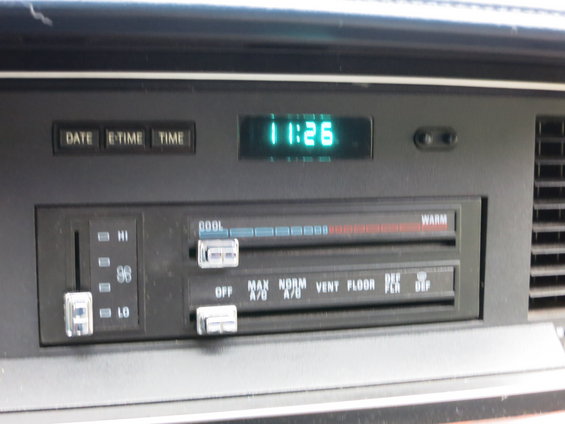 DATE E·TIME TIME
11:26
HI
LO
COOL WARM
OFF MAX A/C NORM A/C VENT FLOOR DEF FLR DEF